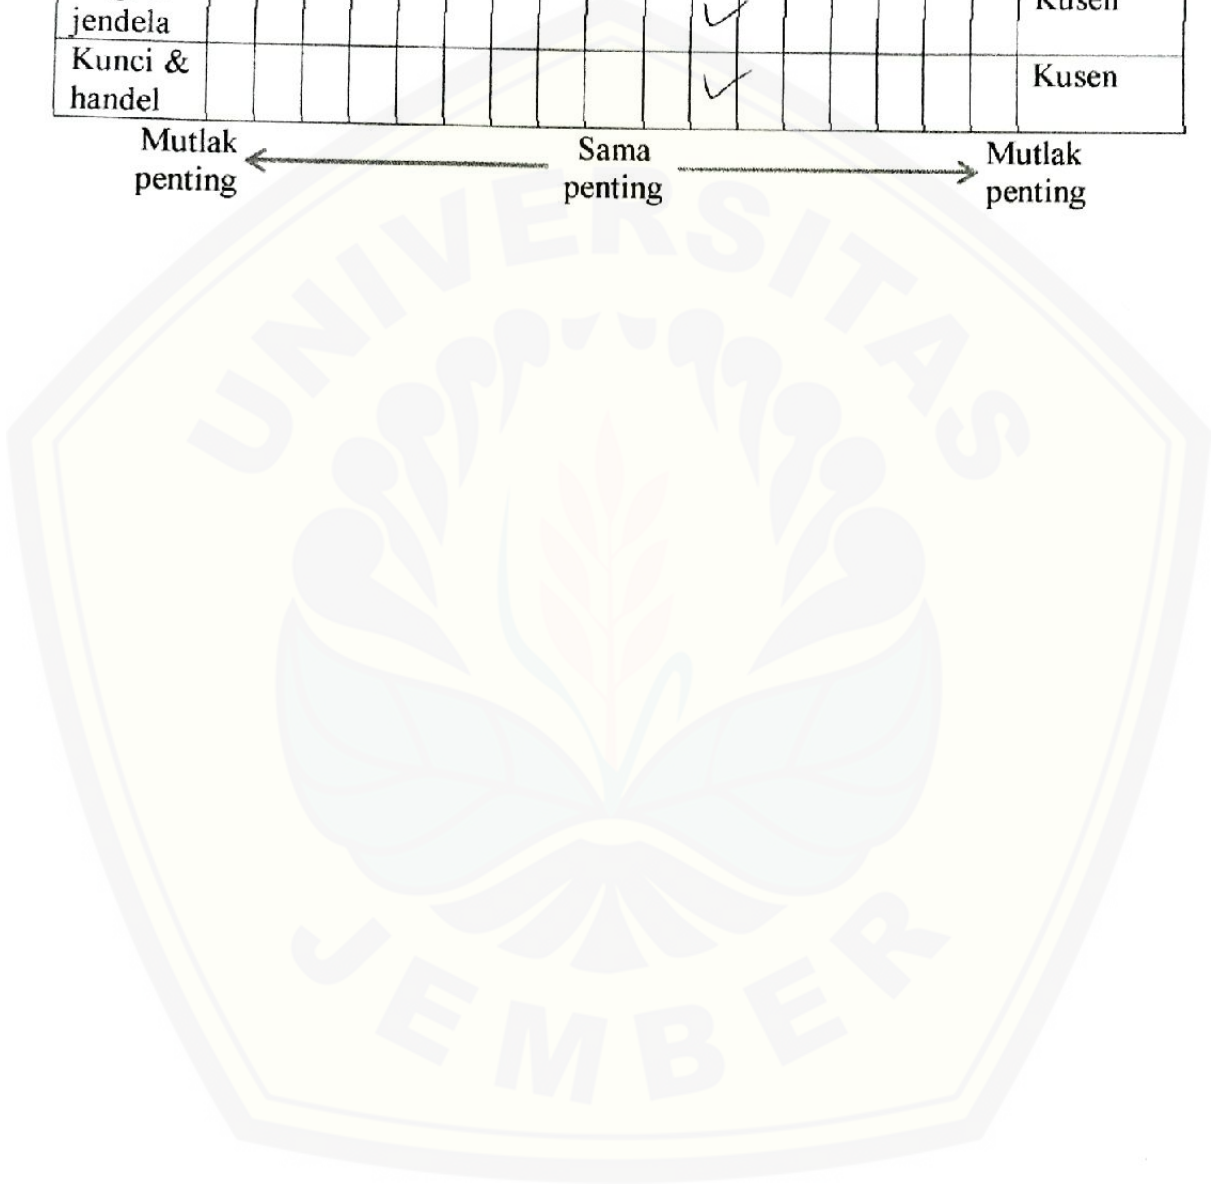 jendela
Kusen
Kunci &
handel
Kusen
Mutlak
penting
Sama
penting
Mutlak
penting
UNIVERSITAS
JEMBER